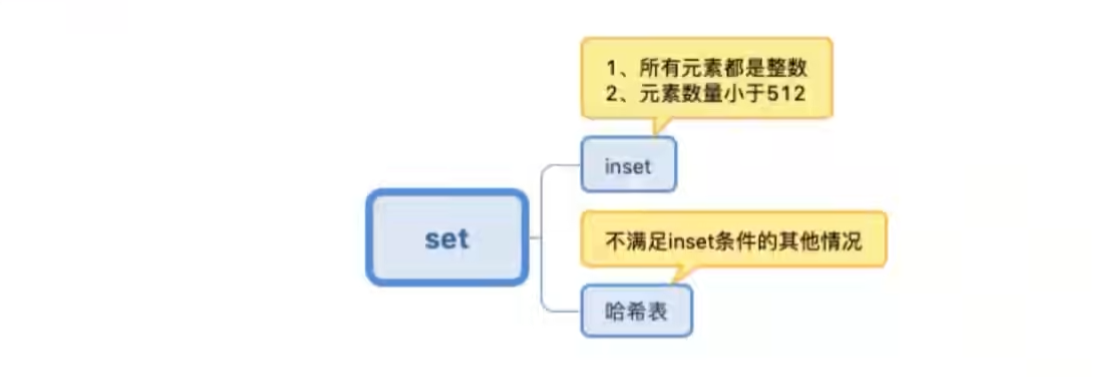 1、所有元素都是整数
2、元素数量小于512
inset
set
不满足inset条件的其他情况
哈希表